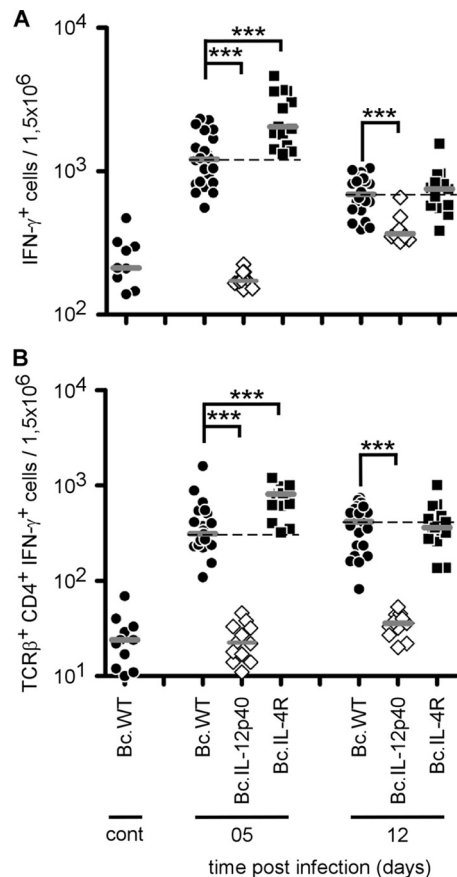 A
IFN-γ+ cells / 1,5x10^6
10^4
10^3
10^2
***
***
***
B
TCRβ+ CD4+ IFN-γ+ cells / 1,5x10^6
10^4
10^3
10^2
10^1
***
***
***
Bc.WT
Bc.WT
Bc.IL-12p40
Bc.IL-4R
Bc.WT
Bc.IL-12p40
Bc.IL-4R
cont
05
12
time post infection (days)